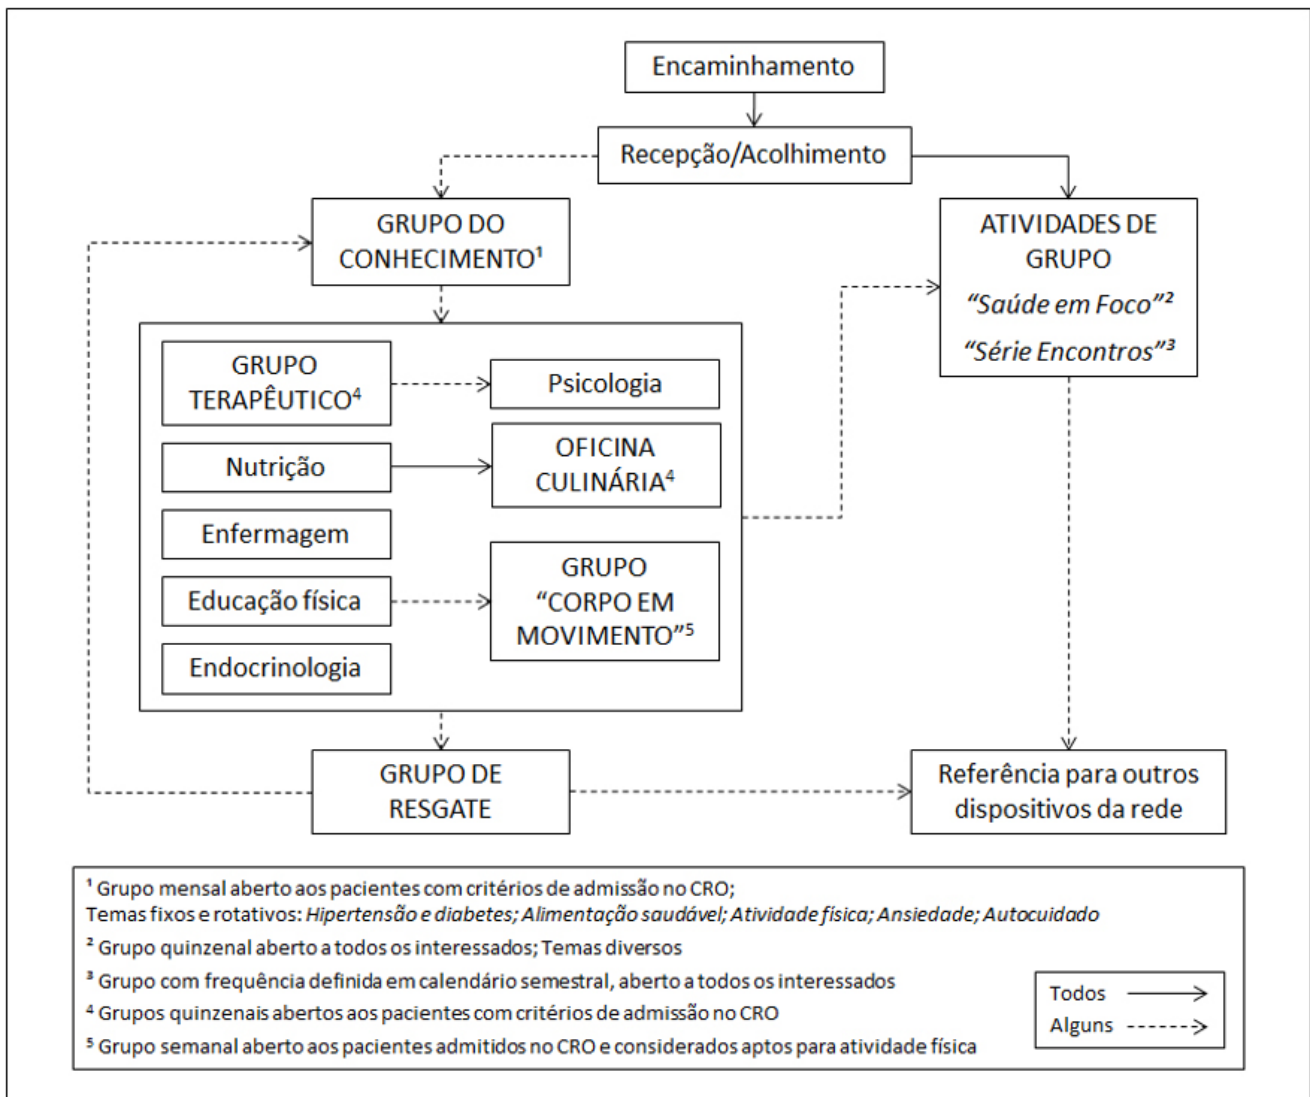 Encaminhamento
Recepção/Acolhimento
GRUPO DO
CONHECIMENTO¹
ATIVIDADES DE
GRUPO
“Saúde em Foco”²
“Série Encontros”³
GRUPO
TERAPÊUTICO⁴
Psicologia
Nutrição
OFICINA
CULINÁRIA⁴
Enfermagem
Educação física
GRUPO
“CORPO EM
MOVIMENTO”⁵
Endocrinologia
GRUPO DE
RESGATE
Referência para outros
dispositivos da rede
¹ Grupo mensal aberto aos pacientes com critérios de admissão no CRO;
Temas fixos e rotativos: Hipertensão e diabetes; Alimentação saudável; Atividade física; Ansiedade; Autocuidado
² Grupo quinzenal aberto a todos os interessados; Temas diversos
³ Grupo com frequência definida em calendário semestral, aberto a todos os interessados
⁴ Grupos quinzenais abertos aos pacientes com critérios de admissão no CRO
⁵ Grupo semanal aberto aos pacientes admitidos no CRO e considerados aptos para atividade física
Todos
Alguns